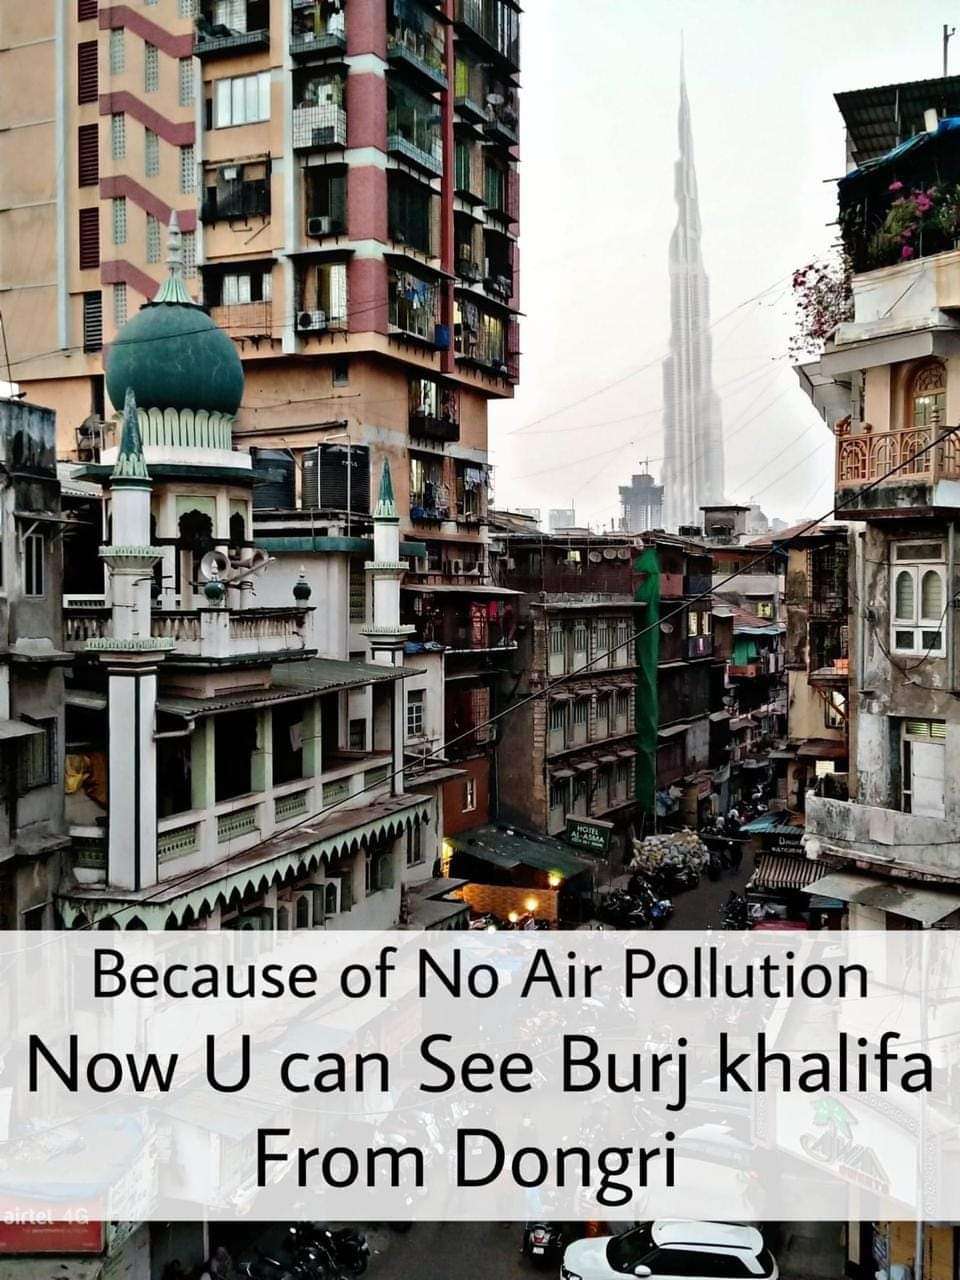 HOTEL
AL-ASMA
Because of No Air Pollution
Now U can See Burj khalifa
From Dongri
airtel 4G